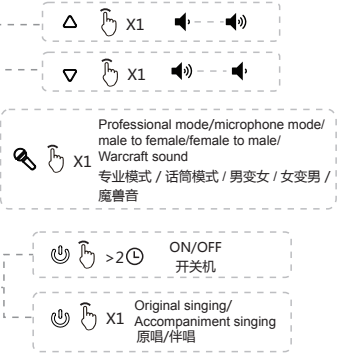 X1
X1
Professional mode/microphone mode/
male to female/female to male/
X1
Warcraft sound
专业模式 / 话筒模式 / 男变女 / 女变男 /
魔兽音
ON/OFF
>2
开关机
Original singing/
X1
Accompaniment singing
原唱/伴唱